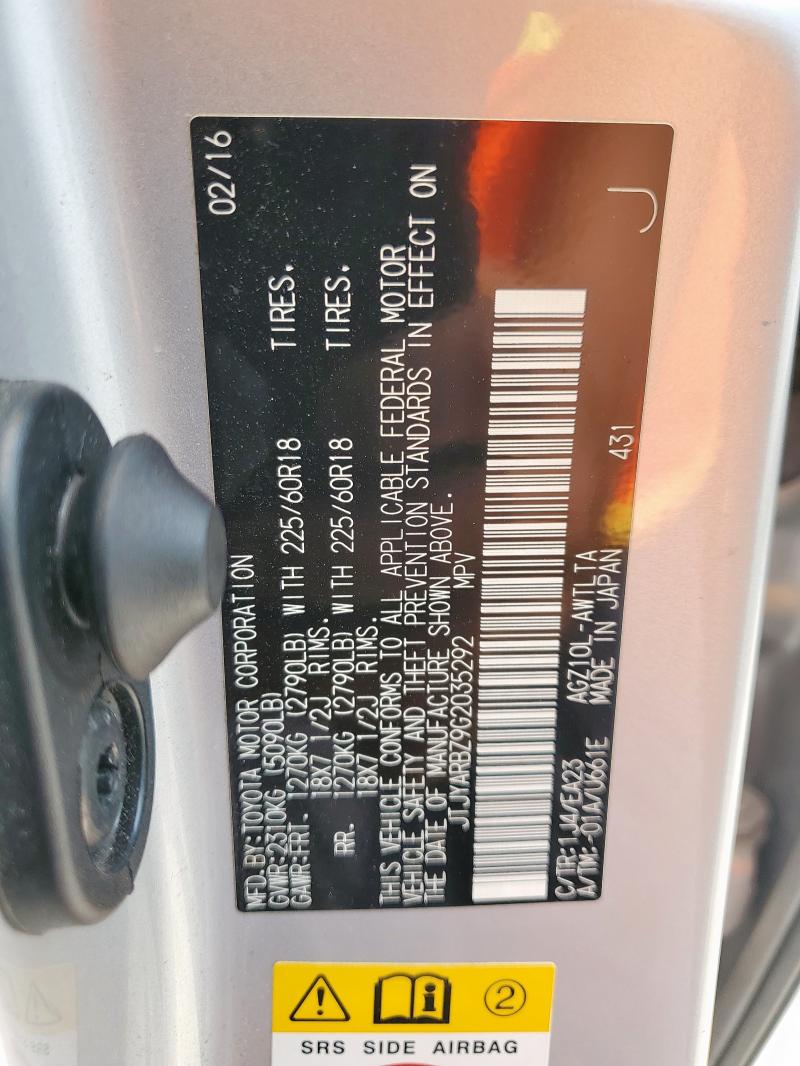 MFD. BY: TOYOTA MOTOR CORPORATION 02/16
GVWR: 2310KG (5090LB)
GAWR: FRT. 1270KG (2790LB) WITH 225/60R18 TIRES.
18X7 1/2J RIMS.
RR. 1270KG (2790LB) WITH 225/60R18 TIRES.
18X7 1/2J RIMS.
THIS VEHICLE CONFORMS TO ALL APPLICABLE FEDERAL MOTOR
VEHICLE SAFETY AND THEFT PREVENTION STANDARDS IN EFFECT ON
THE DATE OF MANUFACTURE SHOWN ABOVE.
JTJYARBZ9G2035292 MPV
C/TR: 1J4/EA23 AGZ10L-AWTLTA
A/TM: -01A/U661E MADE IN JAPAN 431
J
2
SRS SIDE AIRBAG